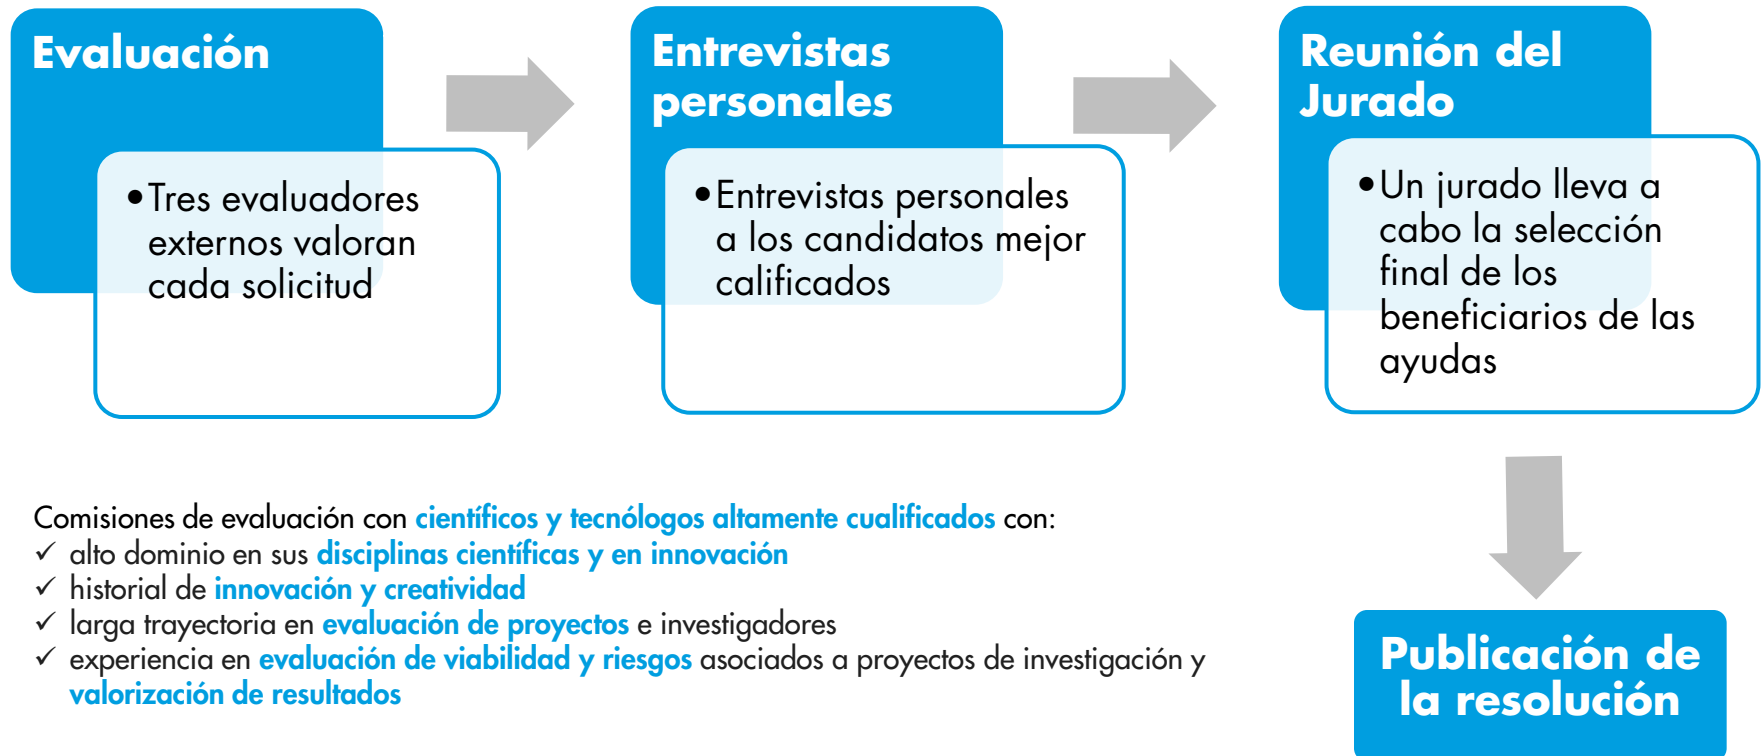 Evaluación
•Tres evaluadores
externos valoran
cada solicitud
Entrevistas
personales
•Entrevistas personales
a los candidatos mejor
calificados
Reunión del
Jurado
•Un jurado lleva a
cabo la selección
final de los
beneficiarios de las
ayudas
Comisiones de evaluación con científicos y tecnólogos altamente cualificados con:
✓ alto dominio en sus disciplinas científicas y en innovación
✓ historial de innovación y creatividad
✓ larga trayectoria en evaluación de proyectos e investigadores
✓ experiencia en evaluación de viabilidad y riesgos asociados a proyectos de investigación y
valorización de resultados
Publicación de
la resolución